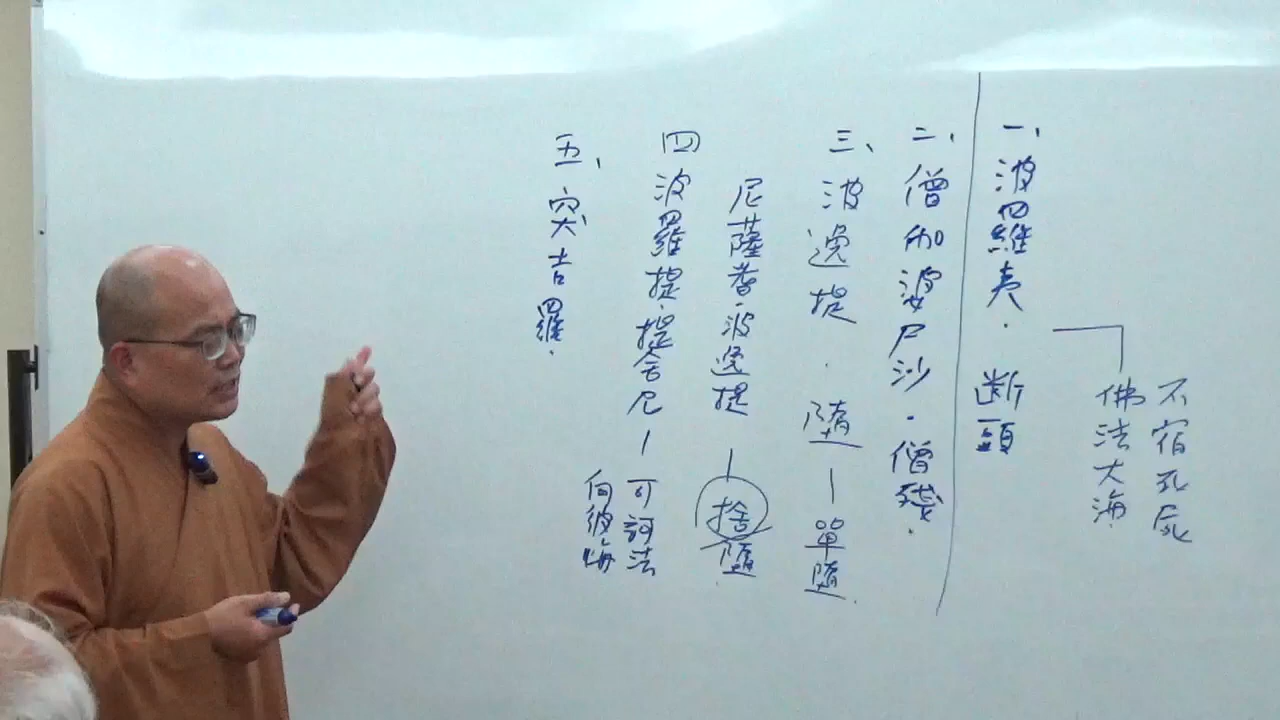 佛法大海
不宿死屍
一、波羅夷．斷頭
二、僧伽婆尸沙．僧殘．
三、波逸提．墮－單墮
尼薩耆波逸提－捨墮
四波羅提提舍尼－可訶法
向彼悔
五、突吉羅．